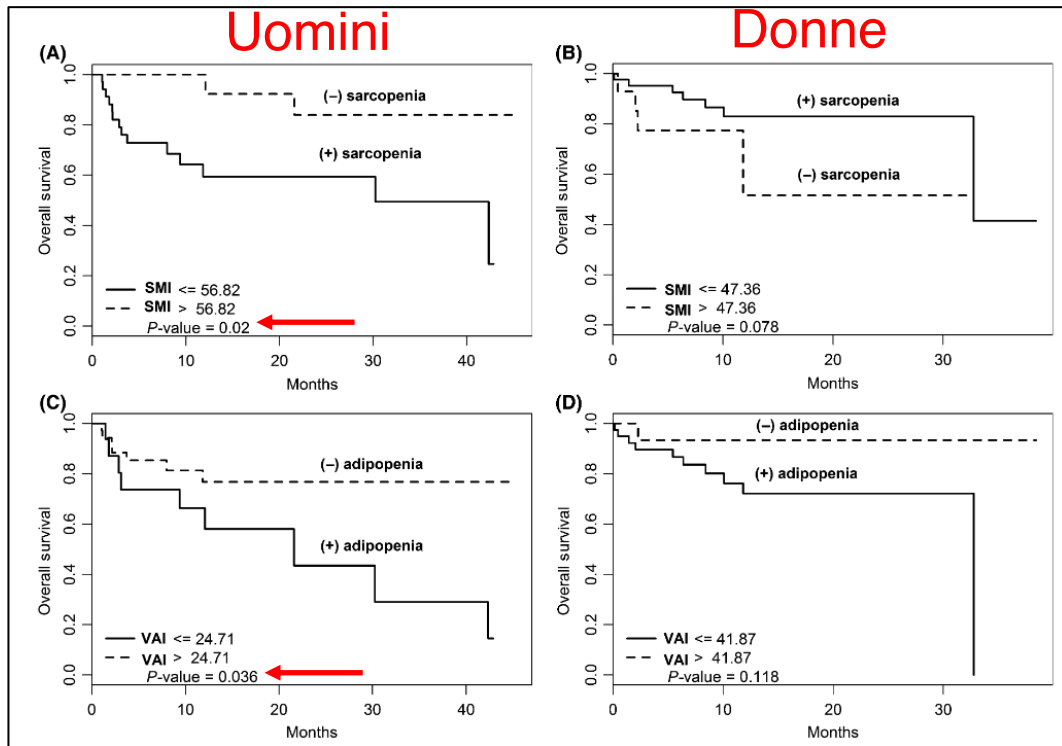 Uomini
Donne
(A)
1.0
0.8
0.6
0.4
0.2
0.0
Overall survival
(−) sarcopenia
(+) sarcopenia
SMI <= 56.82
SMI > 56.82
P-value = 0.02
0 10 20 30 40
Months
(B)
1.0
0.8
0.6
0.4
0.2
0.0
Overall survival
(+) sarcopenia
(−) sarcopenia
SMI <= 47.36
SMI > 47.36
P-value = 0.078
0 10 30
Months
(C)
1.0
0.8
0.6
0.4
0.2
0.0
Overall survival
(−) adipopenia
(+) adipopenia
VAI <= 24.71
VAI > 24.71
P-value = 0.036
0 10 20 30 40
Months
(D)
1.0
0.8
0.6
0.4
0.2
0.0
Overall survival
(−) adipopenia
(+) adipopenia
VAI <= 41.87
VAI > 41.87
P-value = 0.118
0 10 30
Months